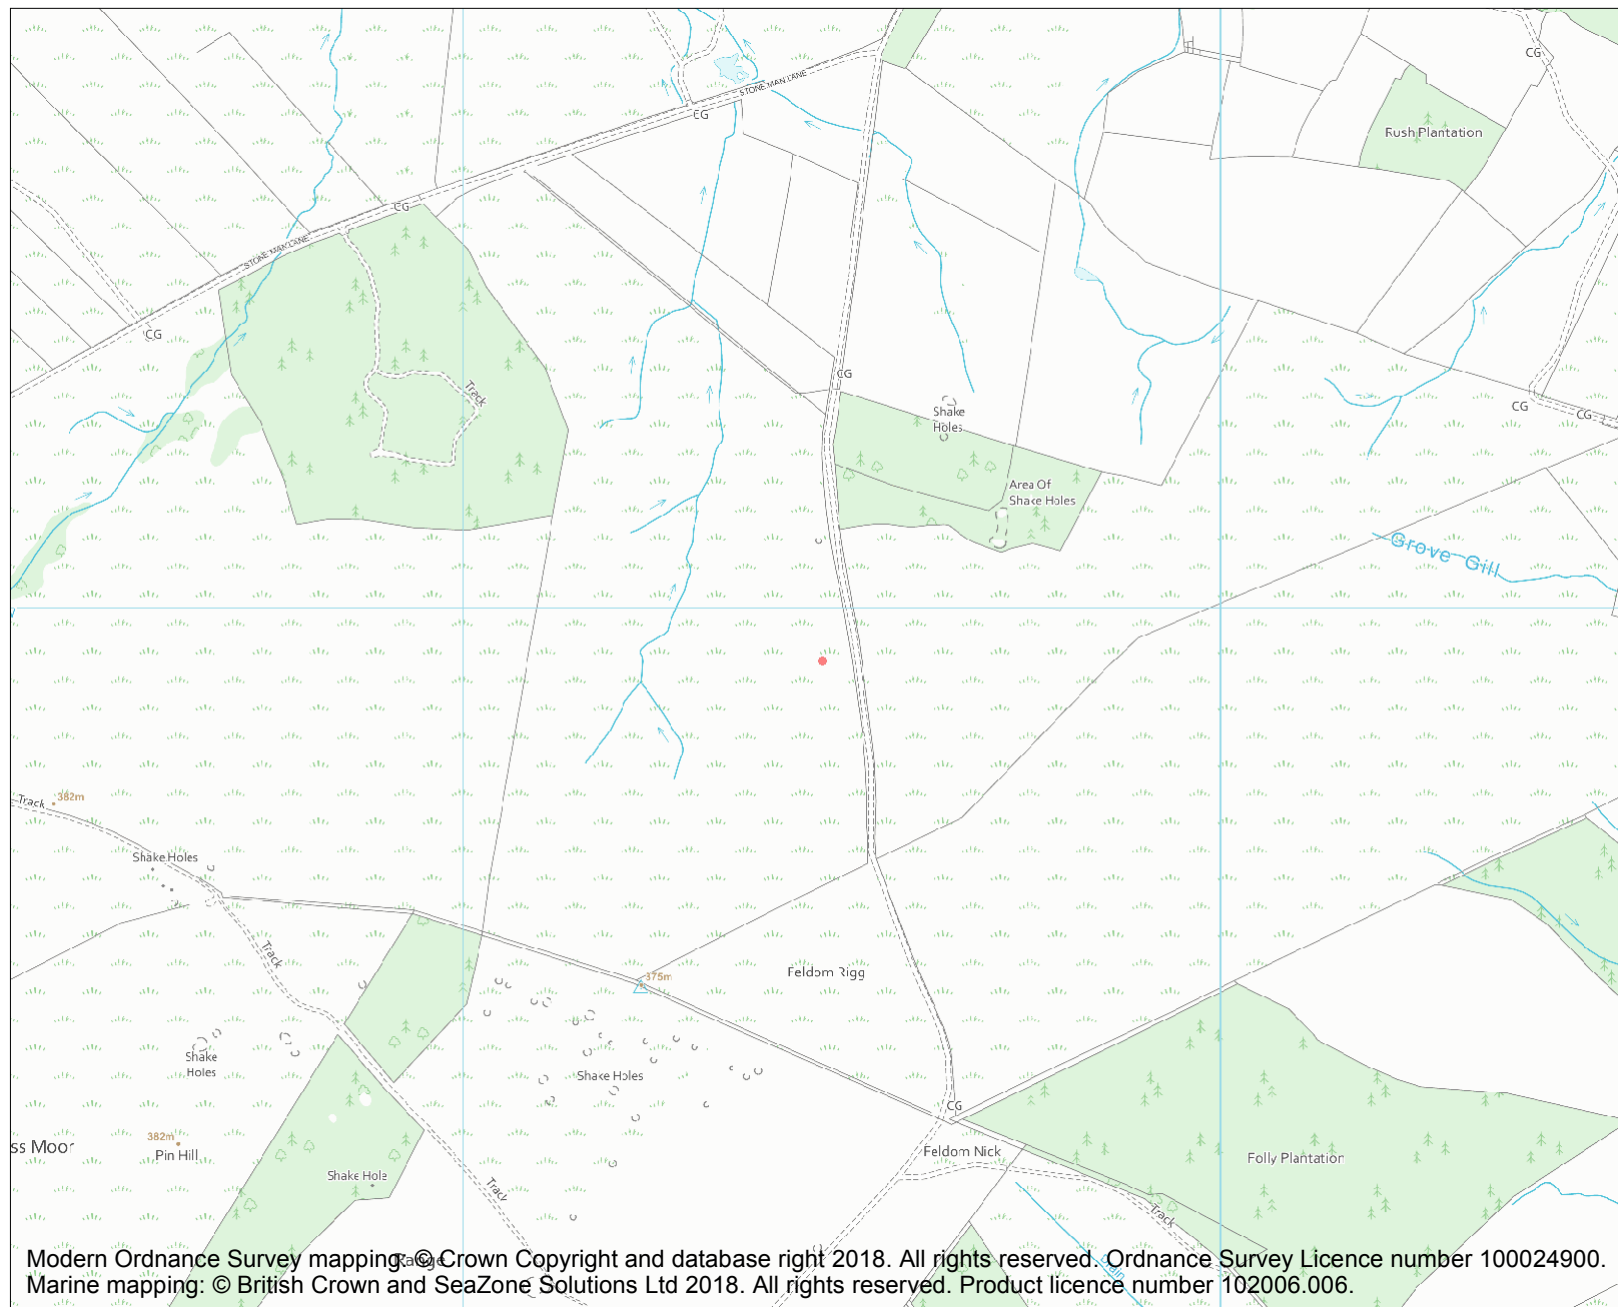 CG
STONE MAN LANE
CG
Rush Plantation
CG
STONE MAN LANE
CG
CG
Track
CG
CG
Shake
Holes
Area Of
Shake Holes
Grove Gill
382m
Track
Shake Holes
Track
375m
Feldom Rigg
Shake
Holes
Shake Holes
CG
382m
ss Moor
Pin Hill
Feldom Nick
Folly Plantation
Shake Hole
Track
Track
Range
Modern Ordnance Survey mapping: © Crown Copyright and database right 2018. All rights reserved. Ordnance Survey Licence number 100024900.
Marine mapping: © British Crown and SeaZone Solutions Ltd 2018. All rights reserved. Product licence number 102006.006.